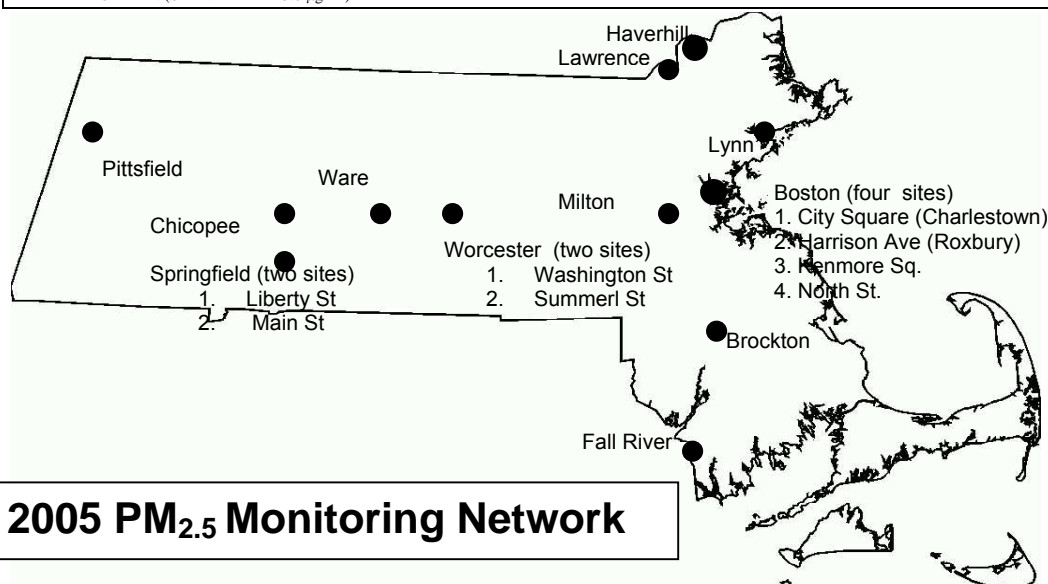 Haverhill
Lawrence
Lynn
Pittsfield
Ware
Chicopee
Milton
Boston (four sites)
1. City Square (Charlestown)
2. Harrison Ave (Roxbury)
3. Kenmore Sq.
4. North St.
Worcester (two sites)
1. Washington St
2. Summerl St
Springfield (two sites)
1. Liberty St
2. Main St
Brockton
Fall River
2005 PM2.5 Monitoring Network